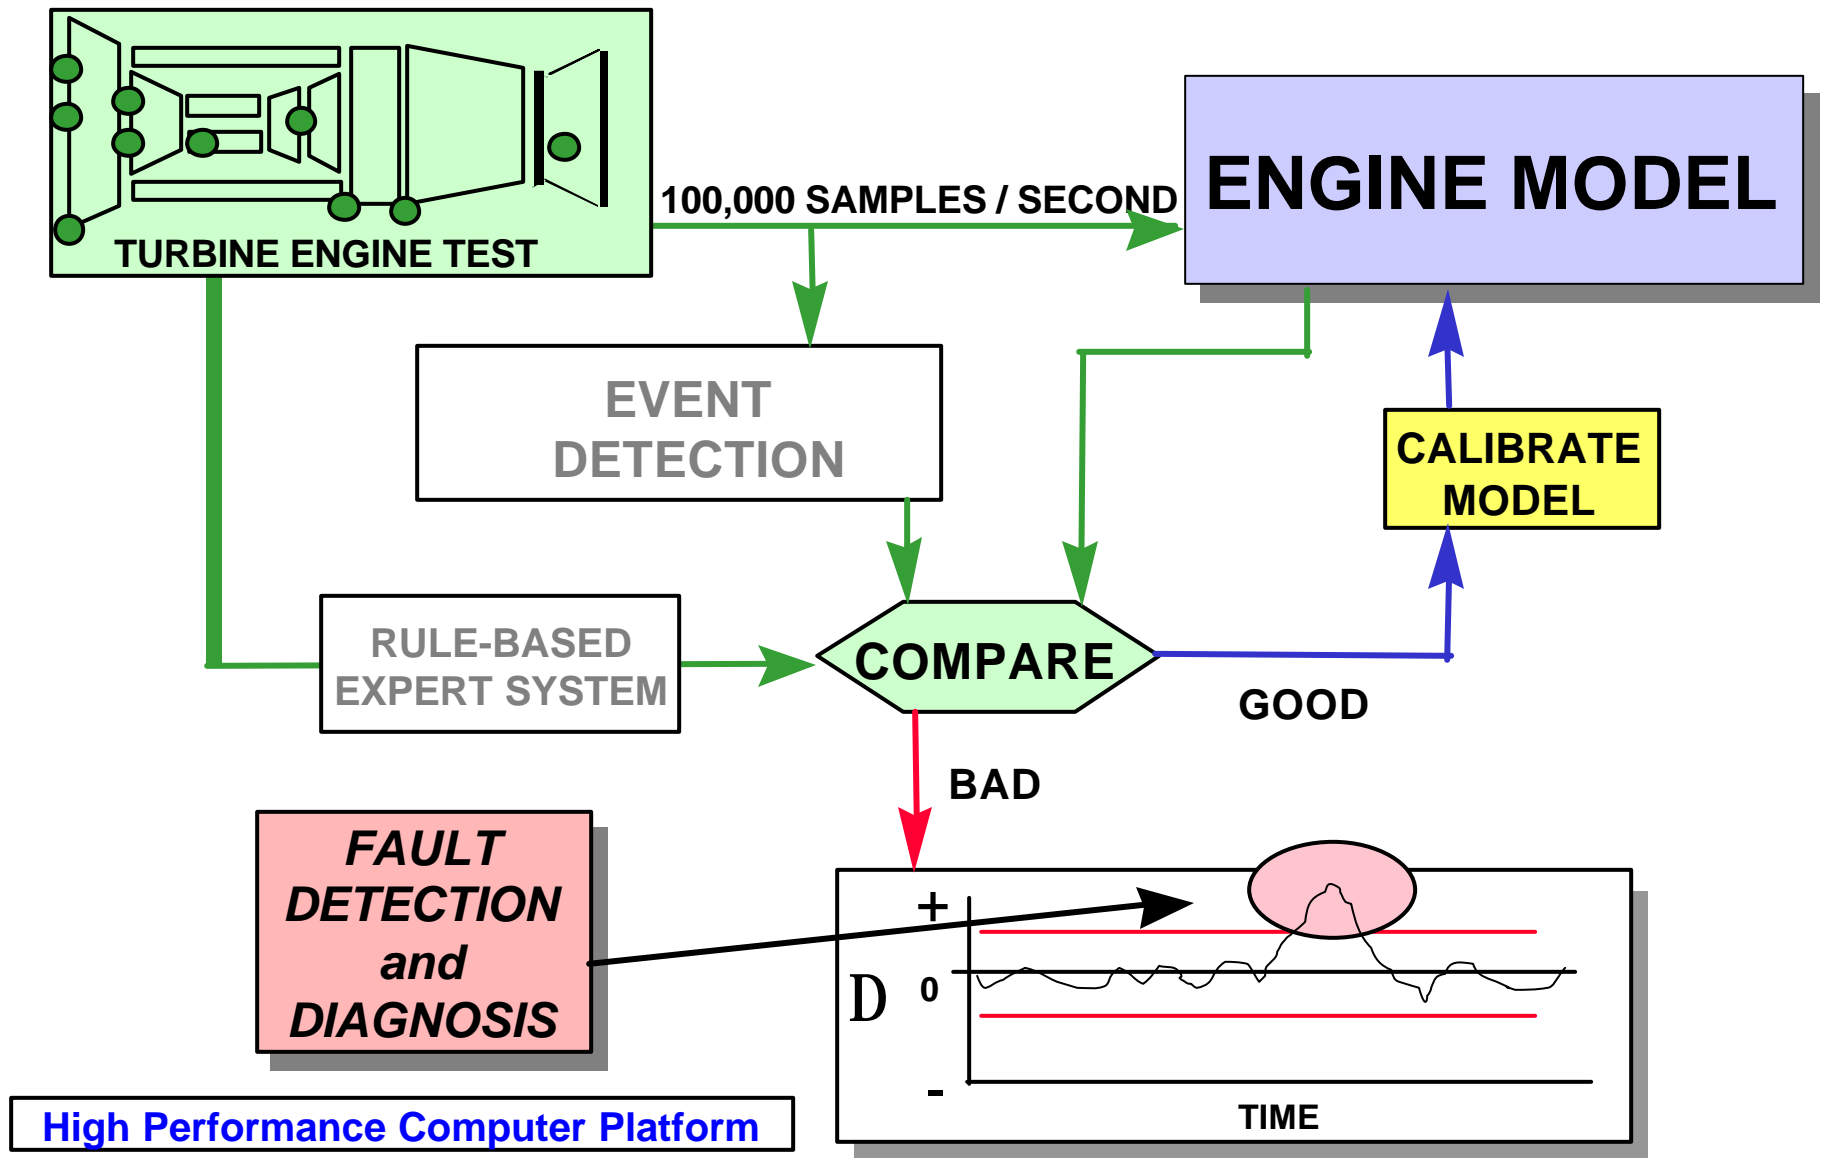 TURBINE ENGINE TEST
100,000 SAMPLES / SECOND
ENGINE MODEL
EVENT
DETECTION
CALIBRATE
MODEL
RULE-BASED
EXPERT SYSTEM
COMPARE
GOOD
BAD
FAULT
DETECTION
and
DIAGNOSIS
+
D 0
-
TIME
High Performance Computer Platform